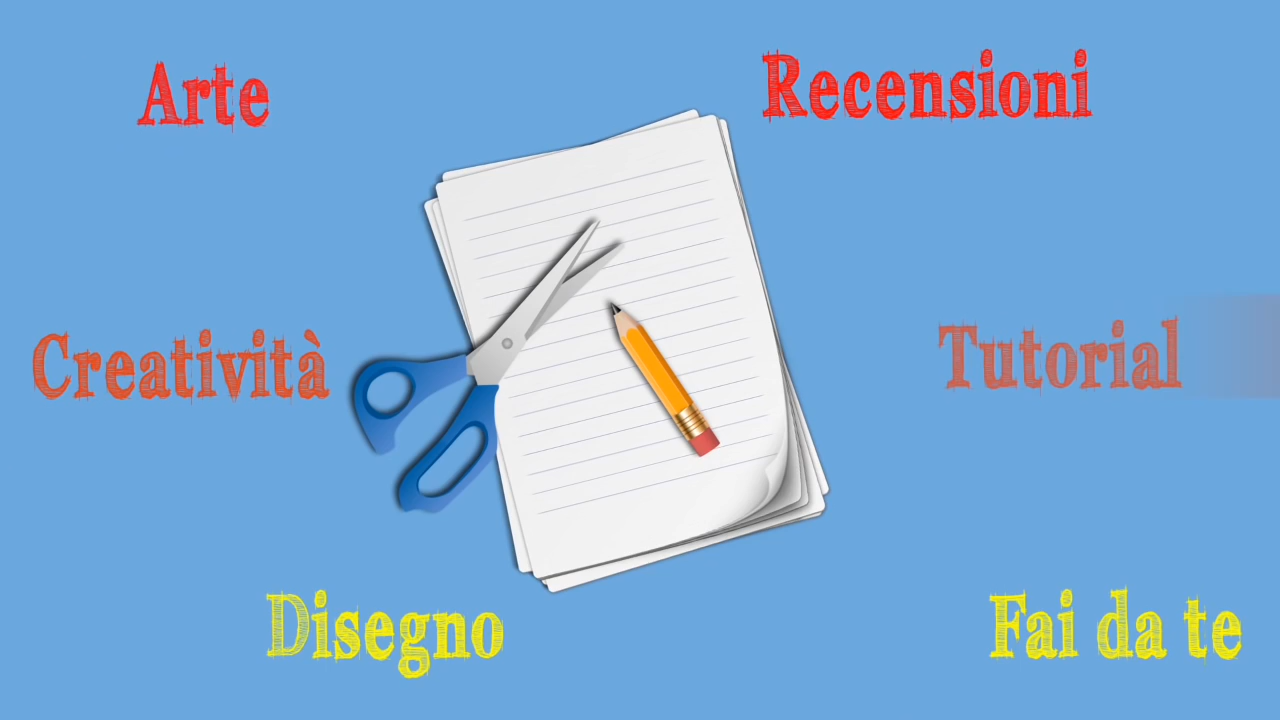 Arte
Recensioni
Creatività
Tutorial
Disegno
Fai da te